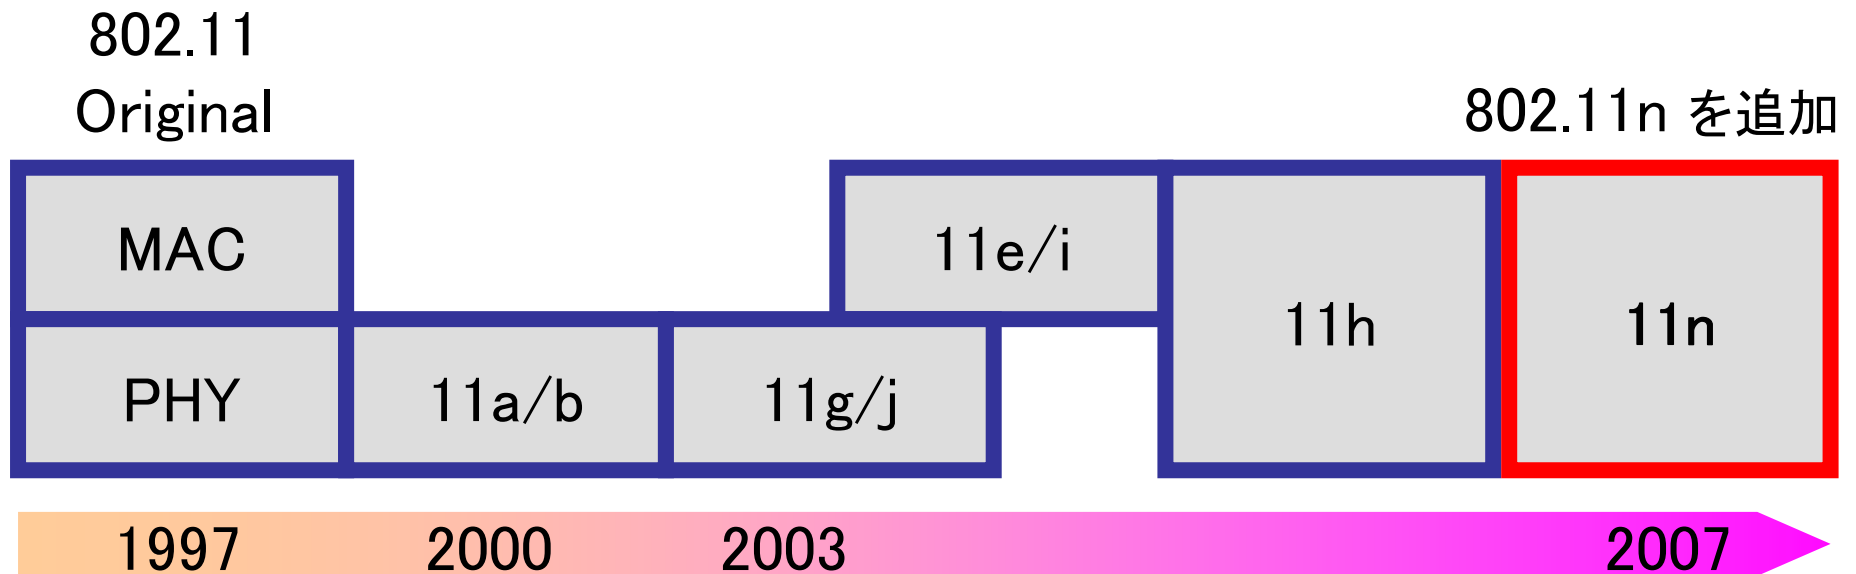 802.11
Original
802.11n を追加
MAC
11e/i
11h
11n
PHY
11a/b
11g/j
1997
2000
2003
2007